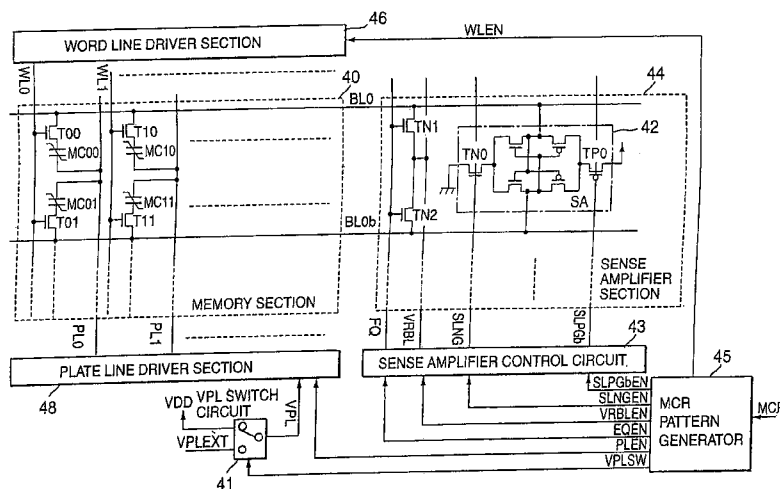 46
WORD LINE DRIVER SECTION
WLEN
WL0
WL1
40
BL0
44
T00
T10
MC00
MC10
MC01
MC11
T01
T11
TN1
TN2
42
TN0
TP0
SA
BL0b
MEMORY SECTION
SENSE
AMPLIFIER
SECTION
PL0
PL1
EQ
VRBL
SLNG
SLPGb
43
PLATE LINE DRIVER SECTION
48
SENSE AMPLIFIER CONTROL CIRCUIT
45
SLPGbEN
SLNGEN
VRBLEN
EQEN
PLEN
VPLSW
MCR
PATTERN
GENERATOR
MCR
VPL SWITCH
CIRCUIT
VDD
VPL
VPLEXT
41